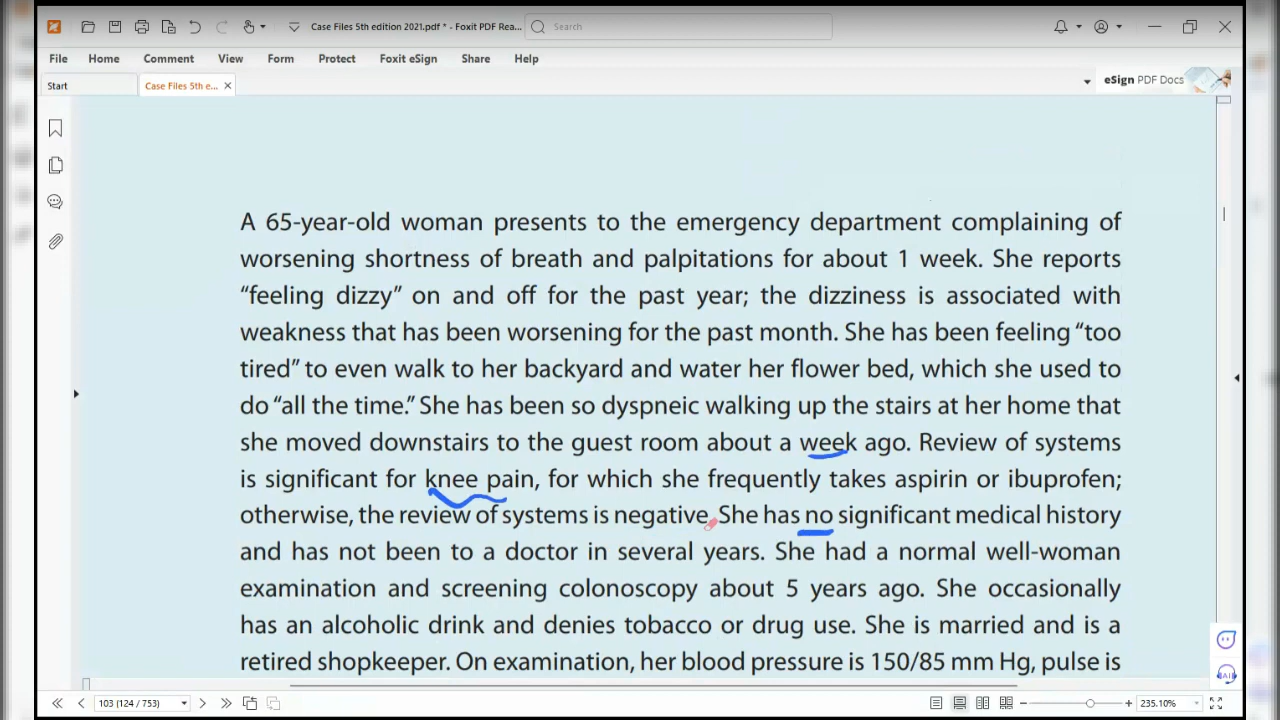 Case Files 5th edition 2021.pdf * - Foxit PDF Rea...
Search
File Home Comment View Form Protect Foxit eSign Share Help
Start
Case Files 5th e...
eSign PDF Docs
A 65-year-old woman presents to the emergency department complaining of
worsening shortness of breath and palpitations for about 1 week. She reports
“feeling dizzy” on and off for the past year; the dizziness is associated with
weakness that has been worsening for the past month. She has been feeling “too
tired” to even walk to her backyard and water her flower bed, which she used to
do “all the time.” She has been so dyspneic walking up the stairs at her home that
she moved downstairs to the guest room about a week ago. Review of systems
is significant for knee pain, for which she frequently takes aspirin or ibuprofen;
otherwise, the review of systems is negative. She has no significant medical history
and has not been to a doctor in several years. She had a normal well-woman
examination and screening colonoscopy about 5 years ago. She occasionally
has an alcoholic drink and denies tobacco or drug use. She is married and is a
retired shopkeeper. On examination, her blood pressure is 150/85 mm Hg, pulse is
103 (124 / 753)
235.10%